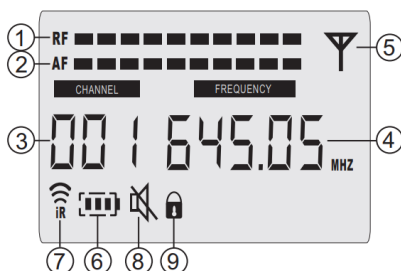 ① RF
② AF
⑤
CHANNEL FREQUENCY
③ 001 645.05 MHZ ④
iR
⑦ ⑥ ⑧ ⑨